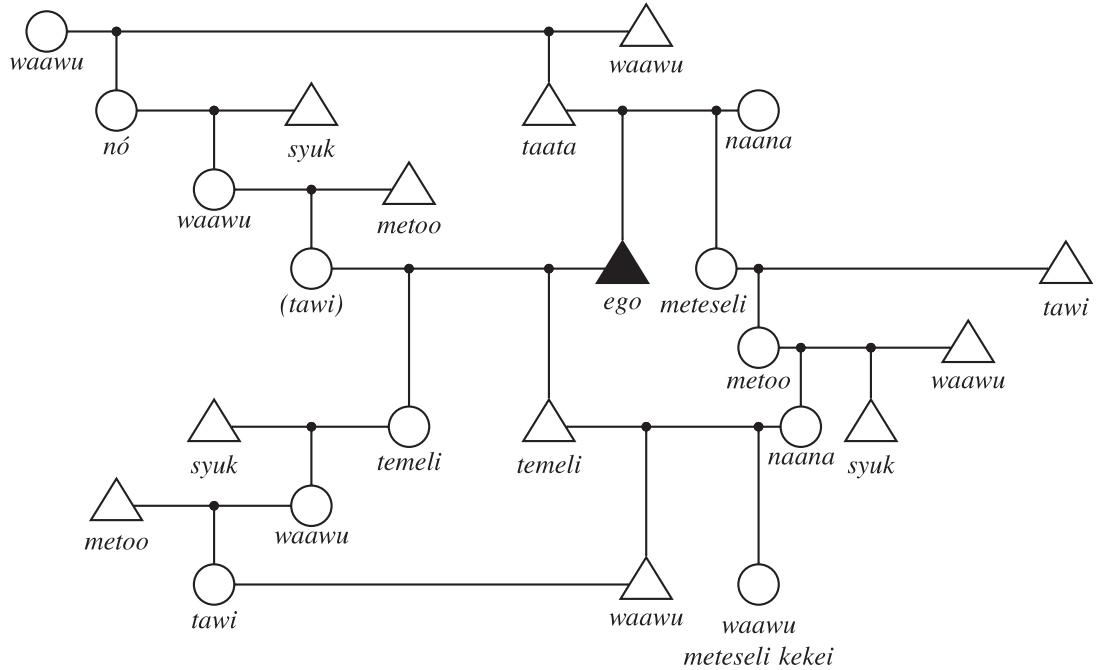 waawu
waawu
nó
syuk
taata
naana
waawu
metoo
(tawi)
ego
meteseli
tawi
metoo
waawu
syuk
temeli
temeli
naana
syuk
metoo
waawu
tawi
waawu
waawu
meteseli kekei